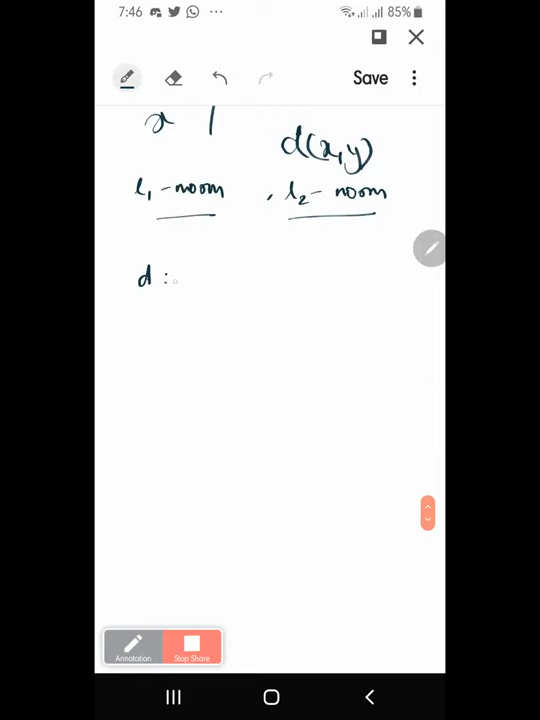 7:46 ... 85%
Save
x |
d(x,y)
l₁-norm , l₂-norm
d :
Annotation Stop Share